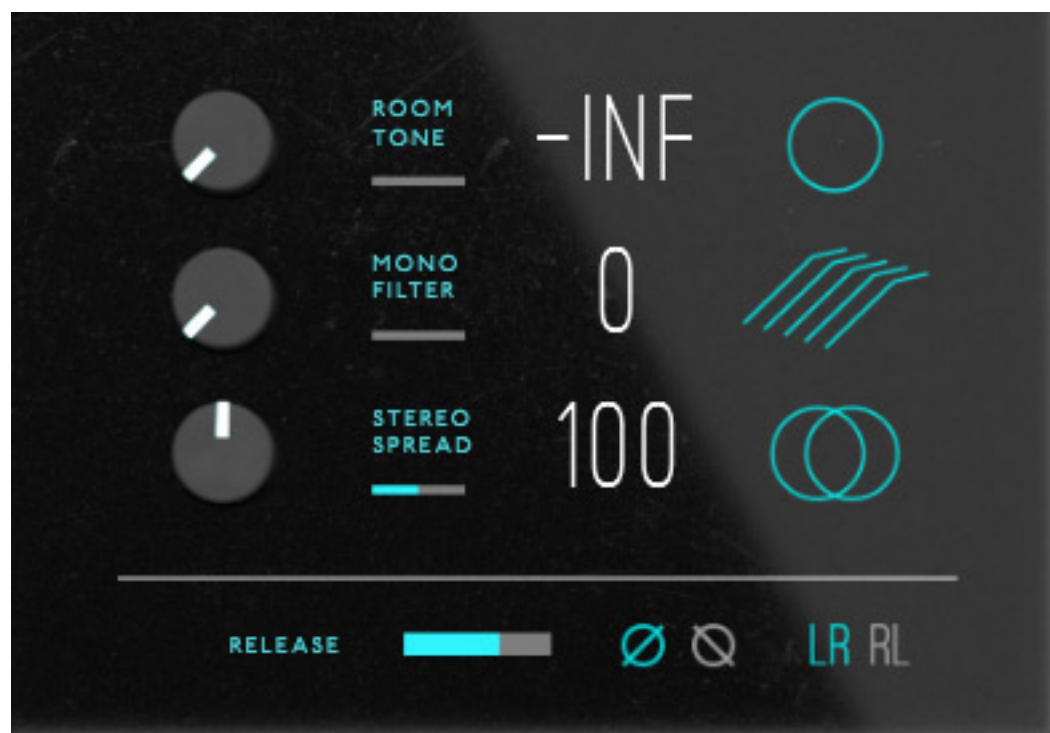 ROOM
TONE
-INF
MONO
FILTER
0
STEREO
SPREAD
100
RELEASE
LR RL